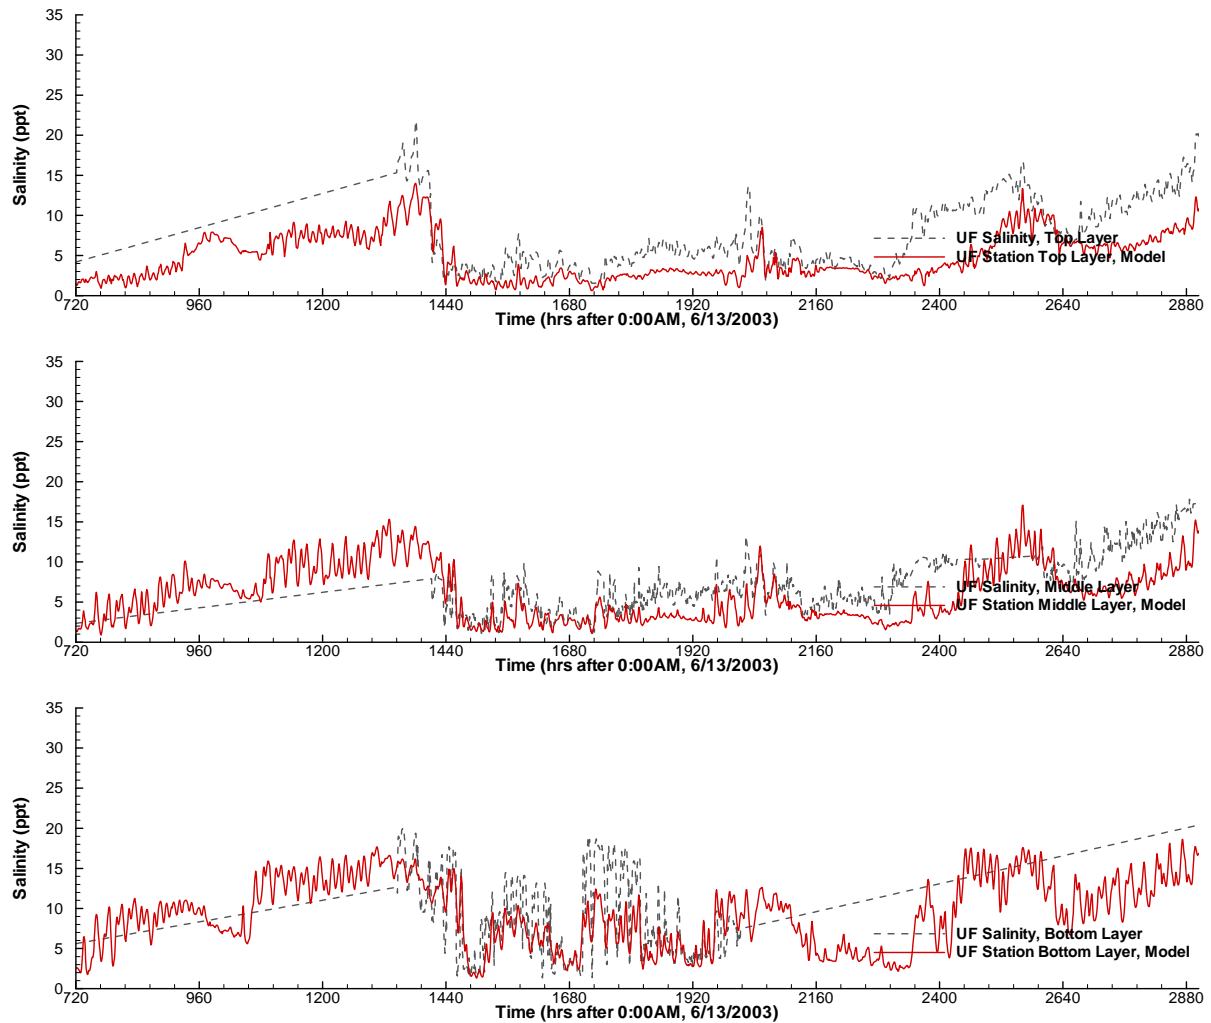 35
30
25
20
15
10
5
0
Salinity (ppt)
UF Salinity, Top Layer
UF Station Top Layer, Model
720 960 1200 1440 1680 1920 2160 2400 2640 2880
Time (hrs after 0:00AM, 6/13/2003)
35
30
25
20
15
10
5
0
Salinity (ppt)
UF Salinity, Middle Layer
UF Station Middle Layer, Model
720 960 1200 1440 1680 1920 2160 2400 2640 2880
Time (hrs after 0:00AM, 6/13/2003)
35
30
25
20
15
10
5
0
Salinity (ppt)
UF Salinity, Bottom Layer
UF Station Bottom Layer, Model
720 960 1200 1440 1680 1920 2160 2400 2640 2880
Time (hrs after 0:00AM, 6/13/2003)